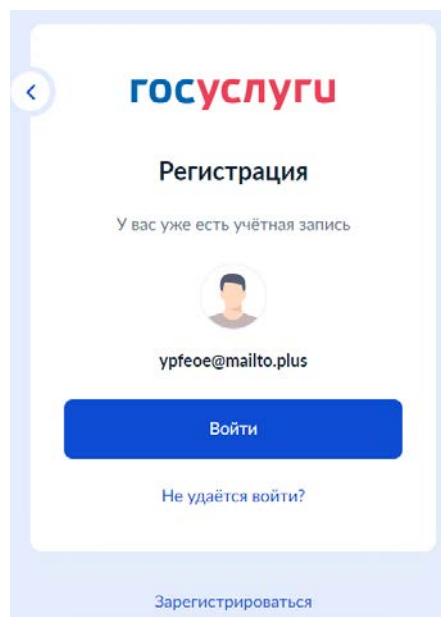 госуслуги
Регистрация
У вас уже есть учётная запись
ypfeoe@mailto.plus
Войти
Не удаётся войти?
Зарегистрироваться